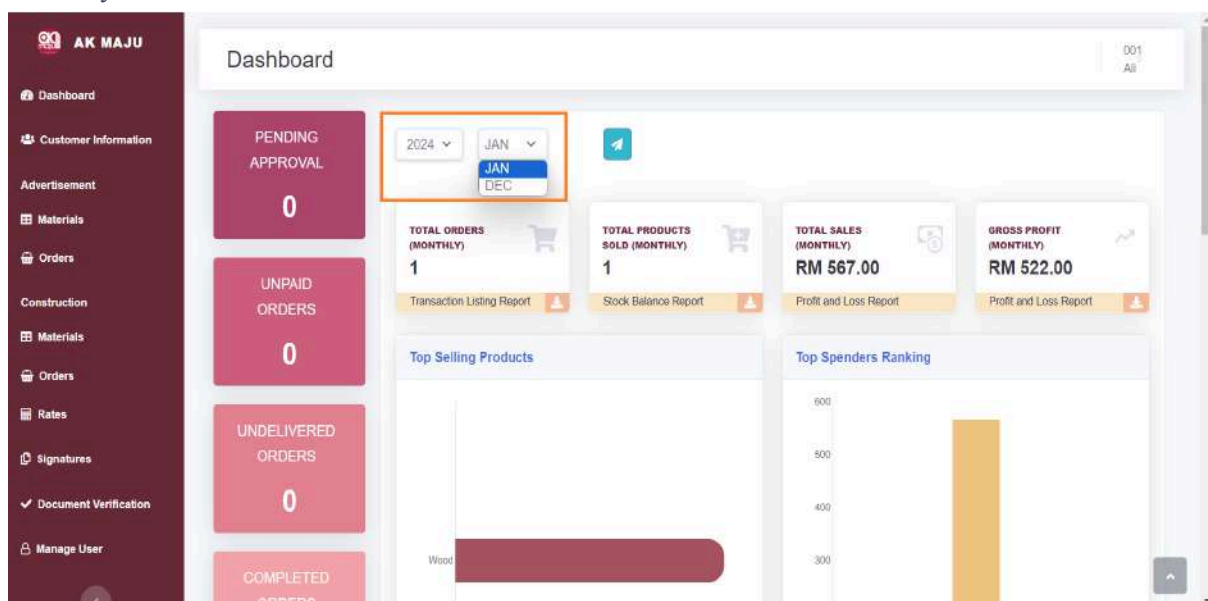 AK MAJU
Dashboard
Customer Information
Advertisement
Materials
Orders
Construction
Materials
Orders
Rates
Signatures
Document Verification
Manage User
Dashboard
001
Ali
PENDING
APPROVAL
0
UNPAID
ORDERS
0
UNDELIVERED
ORDERS
0
COMPLETED
2024
JAN
JAN
DEC
TOTAL ORDERS
(MONTHLY)
1
Transaction Listing Report
TOTAL PRODUCTS
SOLD (MONTHLY)
1
Stock Balance Report
TOTAL SALES
(MONTHLY)
RM 567.00
Profit and Loss Report
GROSS PROFIT
(MONTHLY)
RM 522.00
Profit and Loss Report
Top Selling Products
Wood
Top Spenders Ranking
600
500
400
300